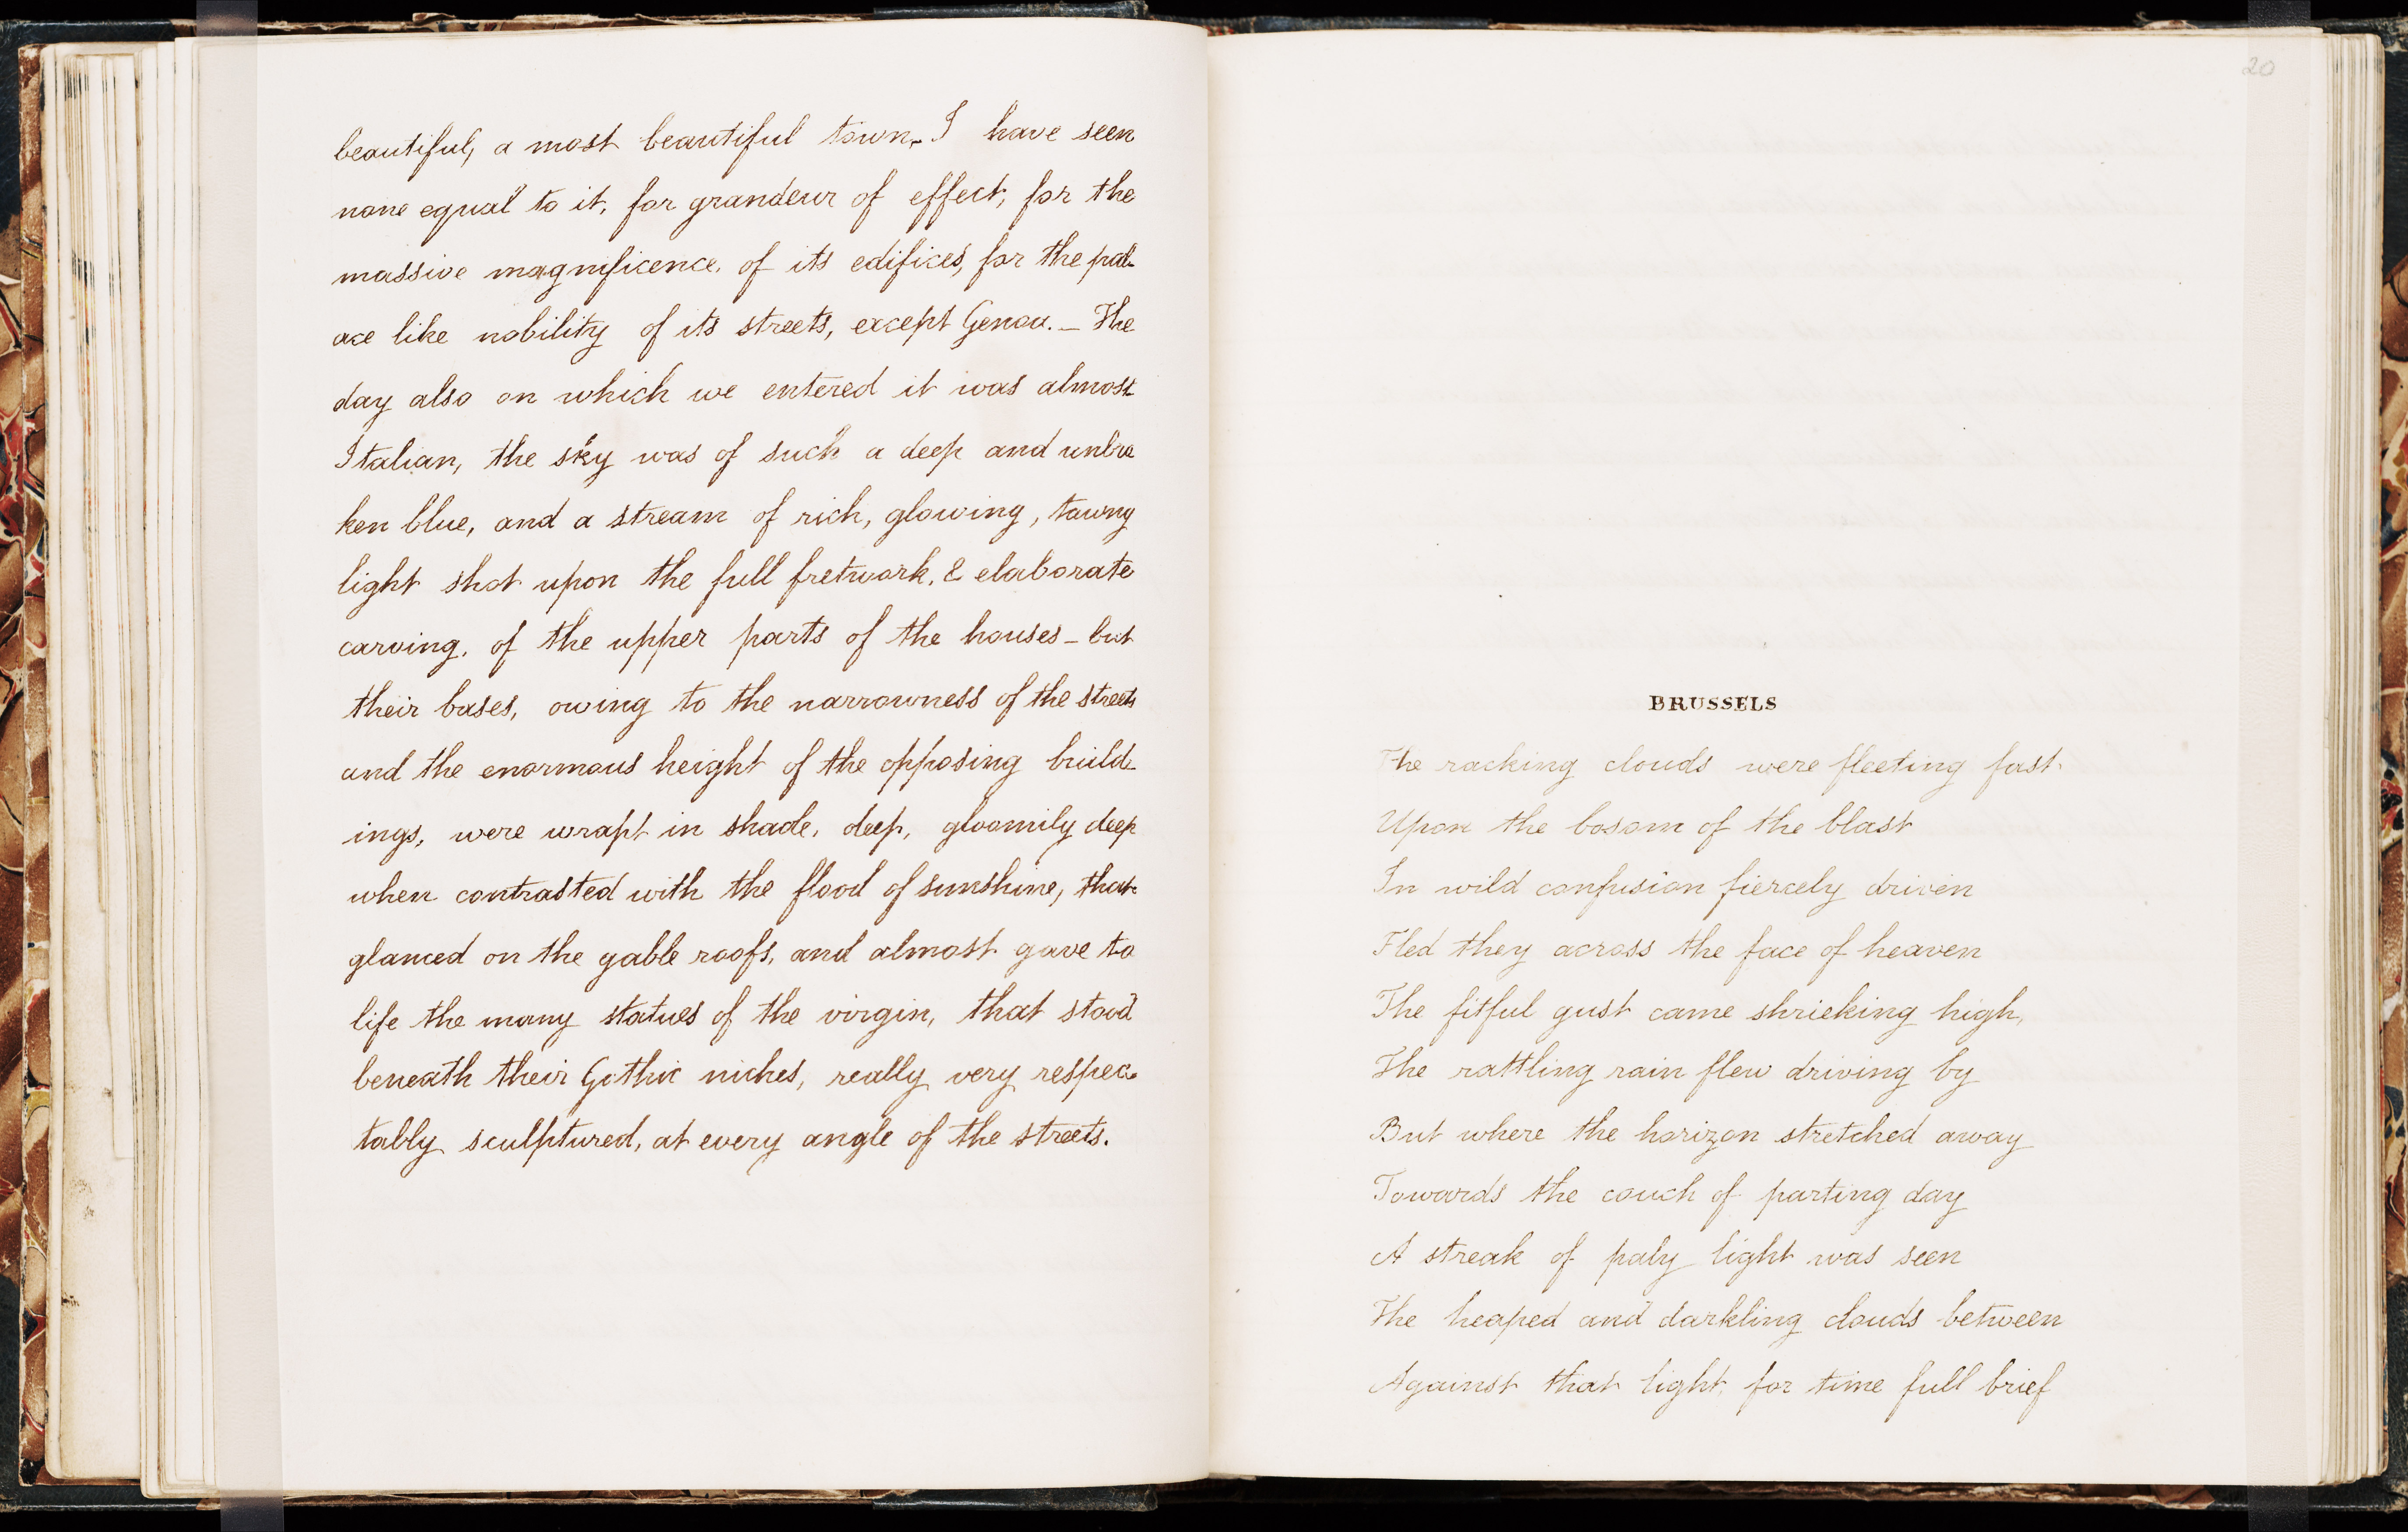 beautiful, a most beautiful town. I have seen
none equal to it, for grandeur of effect, for the
massive magnificence, of its edifices, for the pal-
ace like nobility of its streets, except Genoa. — The
day also on which we entered it was almost
Italian, the sky was of such a deep and unbro
ken blue, and a stream of rich, glowing, tawny
light shot upon the full fretwork, & elaborate
carving, of the upper parts of the houses — but
their bases, owing to the narrowness of the streets
and the enormous height of the opposing build-
ings, were wrapt in shade, deep, gloomily deep
when contrasted with the flood of sunshine, that
glanced on the gable roofs, and almost gave to
life the many statues of the virgin, that stood
beneath their Gothic niches, really very respec-
tably sculptured, at every angle of the streets.
20
BRUSSELS
The racking clouds were fleeting fast
Upon the bosom of the blast
In wild confusion fiercely driven
Fled they across the face of heaven
The fitful gust came shrieking high,
The rattling rain flew driving by
But where the horizon stretched away
Towards the couch of parting day
A streak of paly light was seen
The heaped and darkling clouds between
Against that light, for time full brief